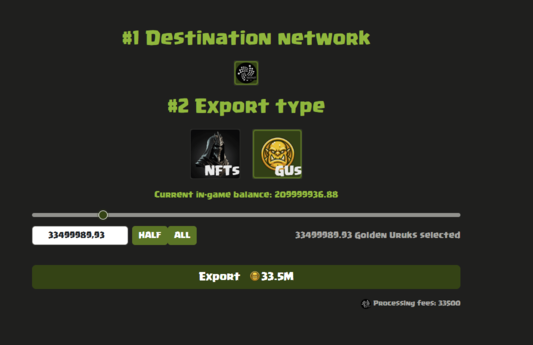 #1 Destination network
#2 Export type
NFTs
GUs
Current in-game balance: 209999936.88
33499989.93
HALF
ALL
33499989.93 Golden Uruks selected
Export 33.5M
Processing fees: 33500